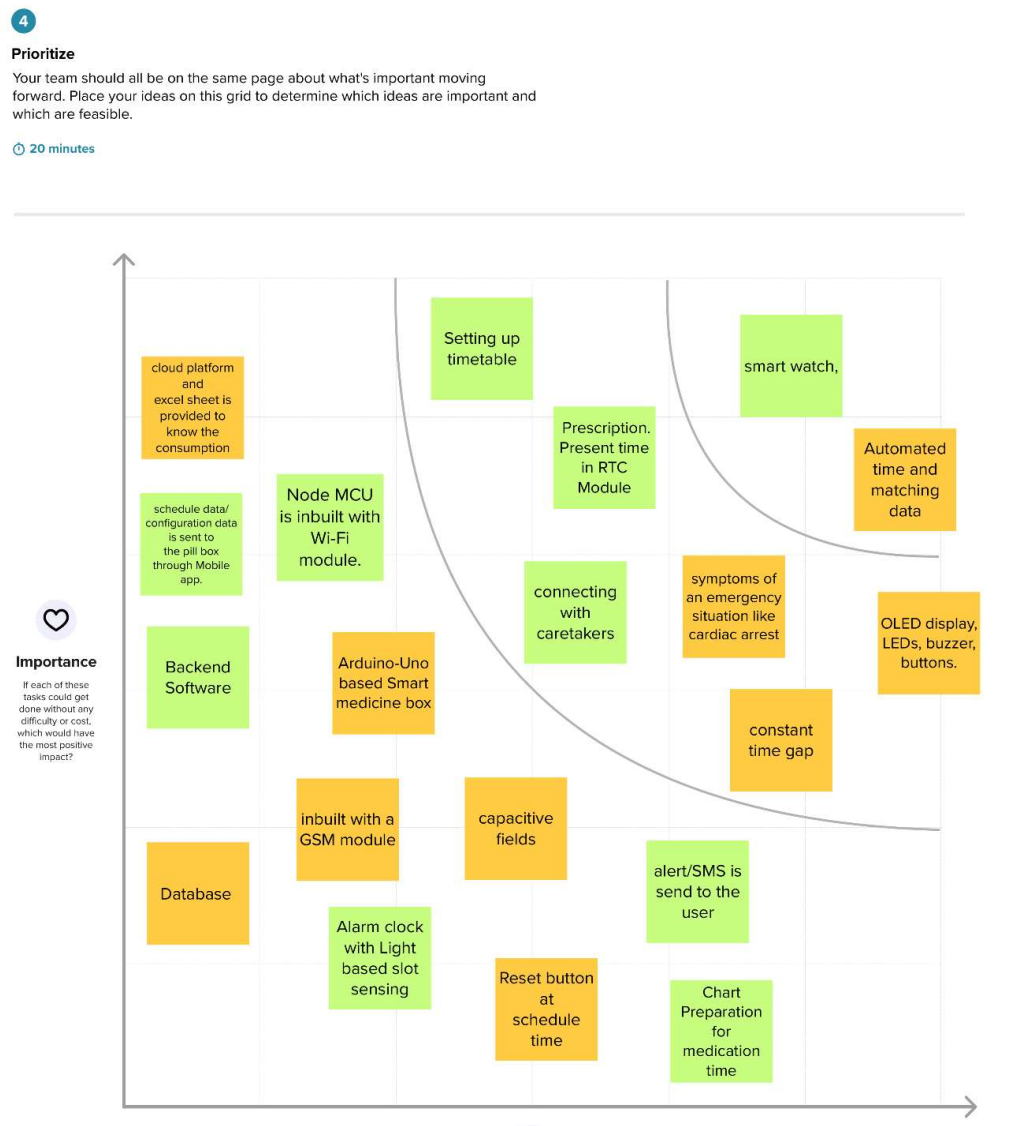 4
Prioritize
Your team should all be on the same page about what's important moving
forward. Place your ideas on this grid to determine which ideas are important and
which are feasible.
20 minutes
Setting up
timetable
smart watch,
cloud platform
and
excel sheet is
provided to
know the
consumption
Prescription.
Present time
in RTC
Module
Automated
time and
matching
data
Node MCU
is inbuilt with
Wi-Fi
module.
schedule data/
configuration data
is sent to
the pill box
through Mobile
app.
connecting
with
caretakers
symptoms of
an emergency
situation like
cardiac arrest
OLED display,
LEDs, buzzer,
buttons.
Importance
If each of these
tasks could get
done without any
difficulty or cost,
which would have
the most positive
impact?
Backend
Software
Arduino-Uno
based Smart
medicine box
constant
time gap
inbuilt with a
GSM module
capacitive
fields
Database
alert/SMS is
send to the
user
Alarm clock
with Light
based slot
sensing
Reset button
at
schedule
time
Chart
Preparation
for
medication
time